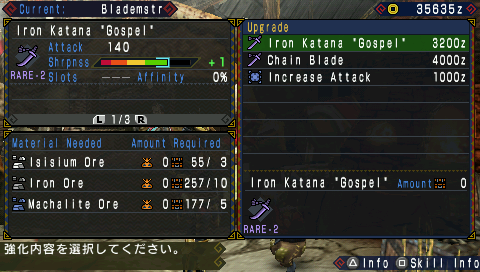 Current: Blademstr
35635z
Iron Katana "Gospel"
Attack 140
Shrpnss +1
RARE-2 Slots --- Affinity 0%
L 1/3 R
Material Needed Amount Required
Isisium Ore 0 55/ 3
Iron Ore 0 257/10
Machalite Ore 0 177/ 5
Upgrade
Iron Katana "Gospel" 3200z
Chain Blade 4000z
Increase Attack 1000z
Iron Katana "Gospel" Amount 0
RARE-2
強化内容を選択してください。
Info Skill Info